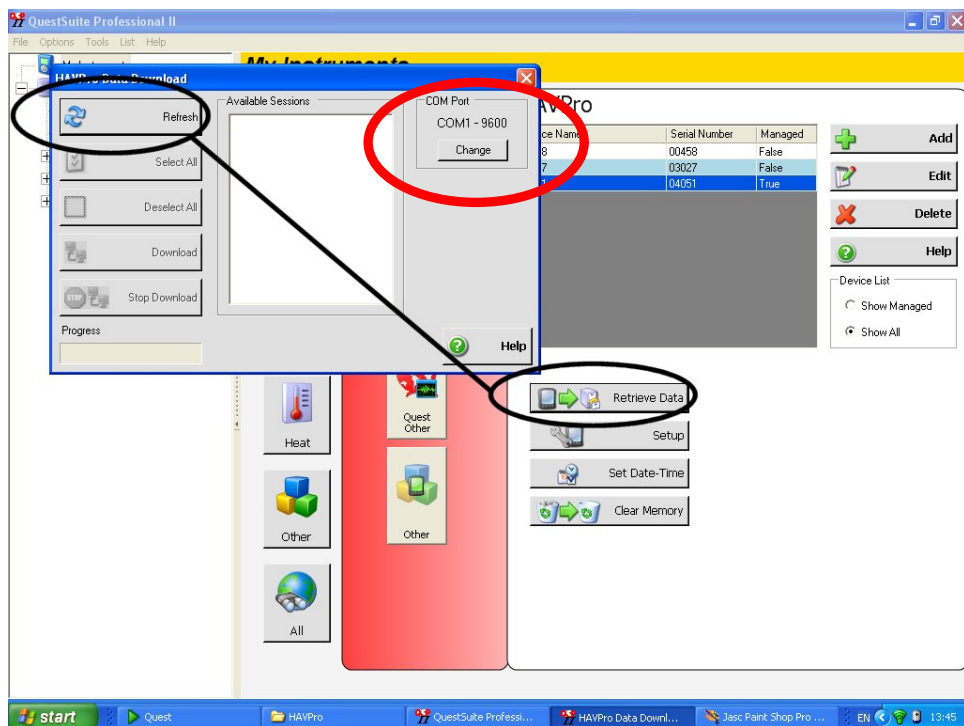 QuestSuite Professional II
File Options Tools List Help
My Instruments
HAVPro Data Download
Refresh
Select All
Deselect All
Download
STOP
Stop Download
Progress
Available Sessions
COM Port
COM1 - 9600
Change
Help
AVPro
ce Name Serial Number Managed
8 00458 False
7 03027 False
1 04051 True
Add
Edit
Delete
Help
Device List
Show Managed
Show All
Heat
Other
All
Quest
Other
Other
Retrieve Data
Setup
Set Date-Time
Clear Memory
start Quest HAVPro QuestSuite Professi... HAVPro Data Downl... Jasc Paint Shop Pro ... EN 13:45